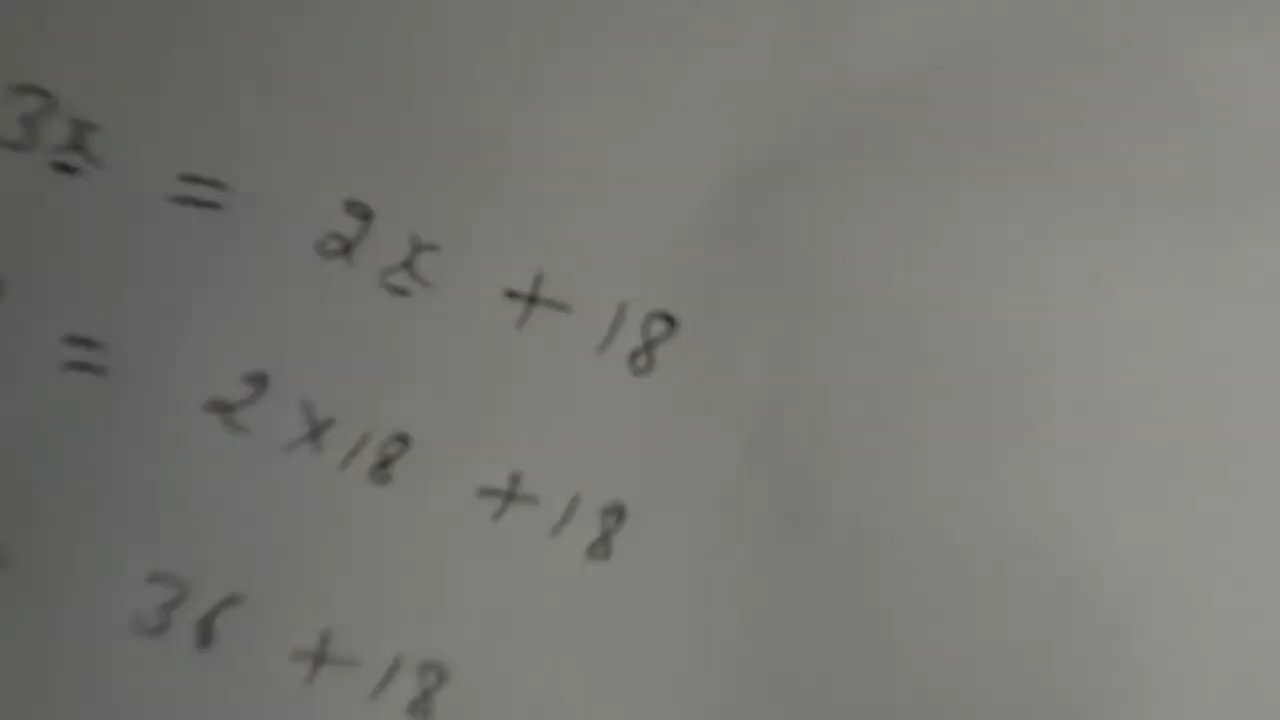 3x = 2x + 18
= 2 × 18 + 18
36 + 18